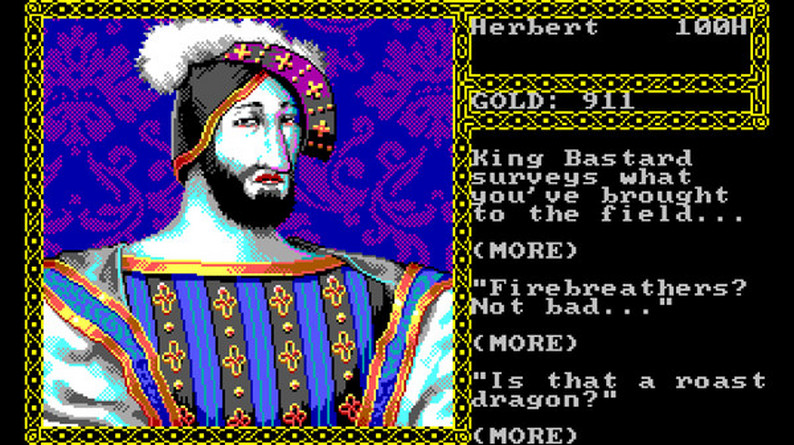 Herbert 100H
GOLD: 911
King Bastard
surveys what
you've brought
to the field...
(MORE)
"Firebreathers?
Not bad..."
(MORE)
"Is that a roast
dragon?"
(MORE)